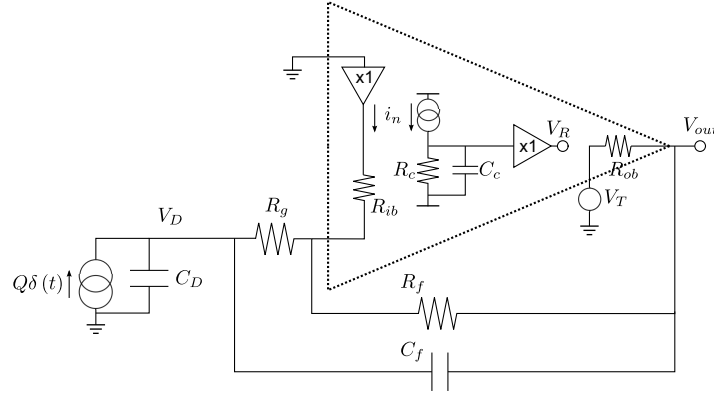 x1
i_n
V_R
V_out
x1
R_c
C_c
R_ob
R_ib
V_T
R_g
V_D
Qδ(t)
C_D
R_f
C_f